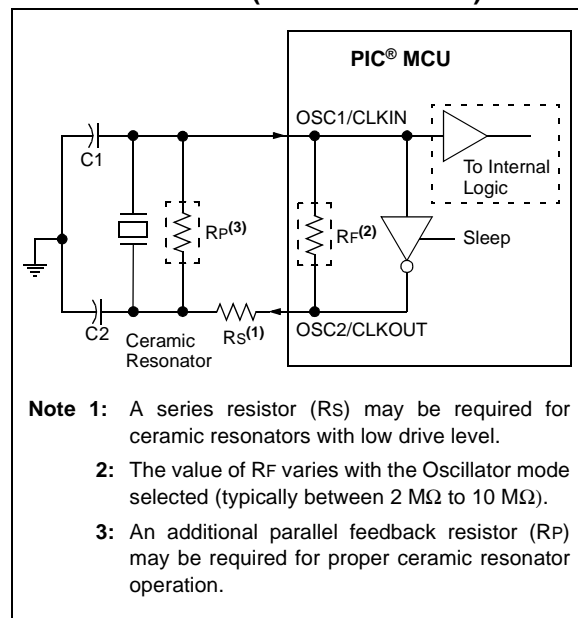 PIC® MCU
OSC1/CLKIN
C1
To Internal
Logic
RP(3)
RF(2)
Sleep
C2
Ceramic
Resonator
RS(1)
OSC2/CLKOUT
Note 1: A series resistor (RS) may be required for
ceramic resonators with low drive level.
2: The value of RF varies with the Oscillator mode
selected (typically between 2 MΩ to 10 MΩ).
3: An additional parallel feedback resistor (RP)
may be required for proper ceramic resonator
operation.